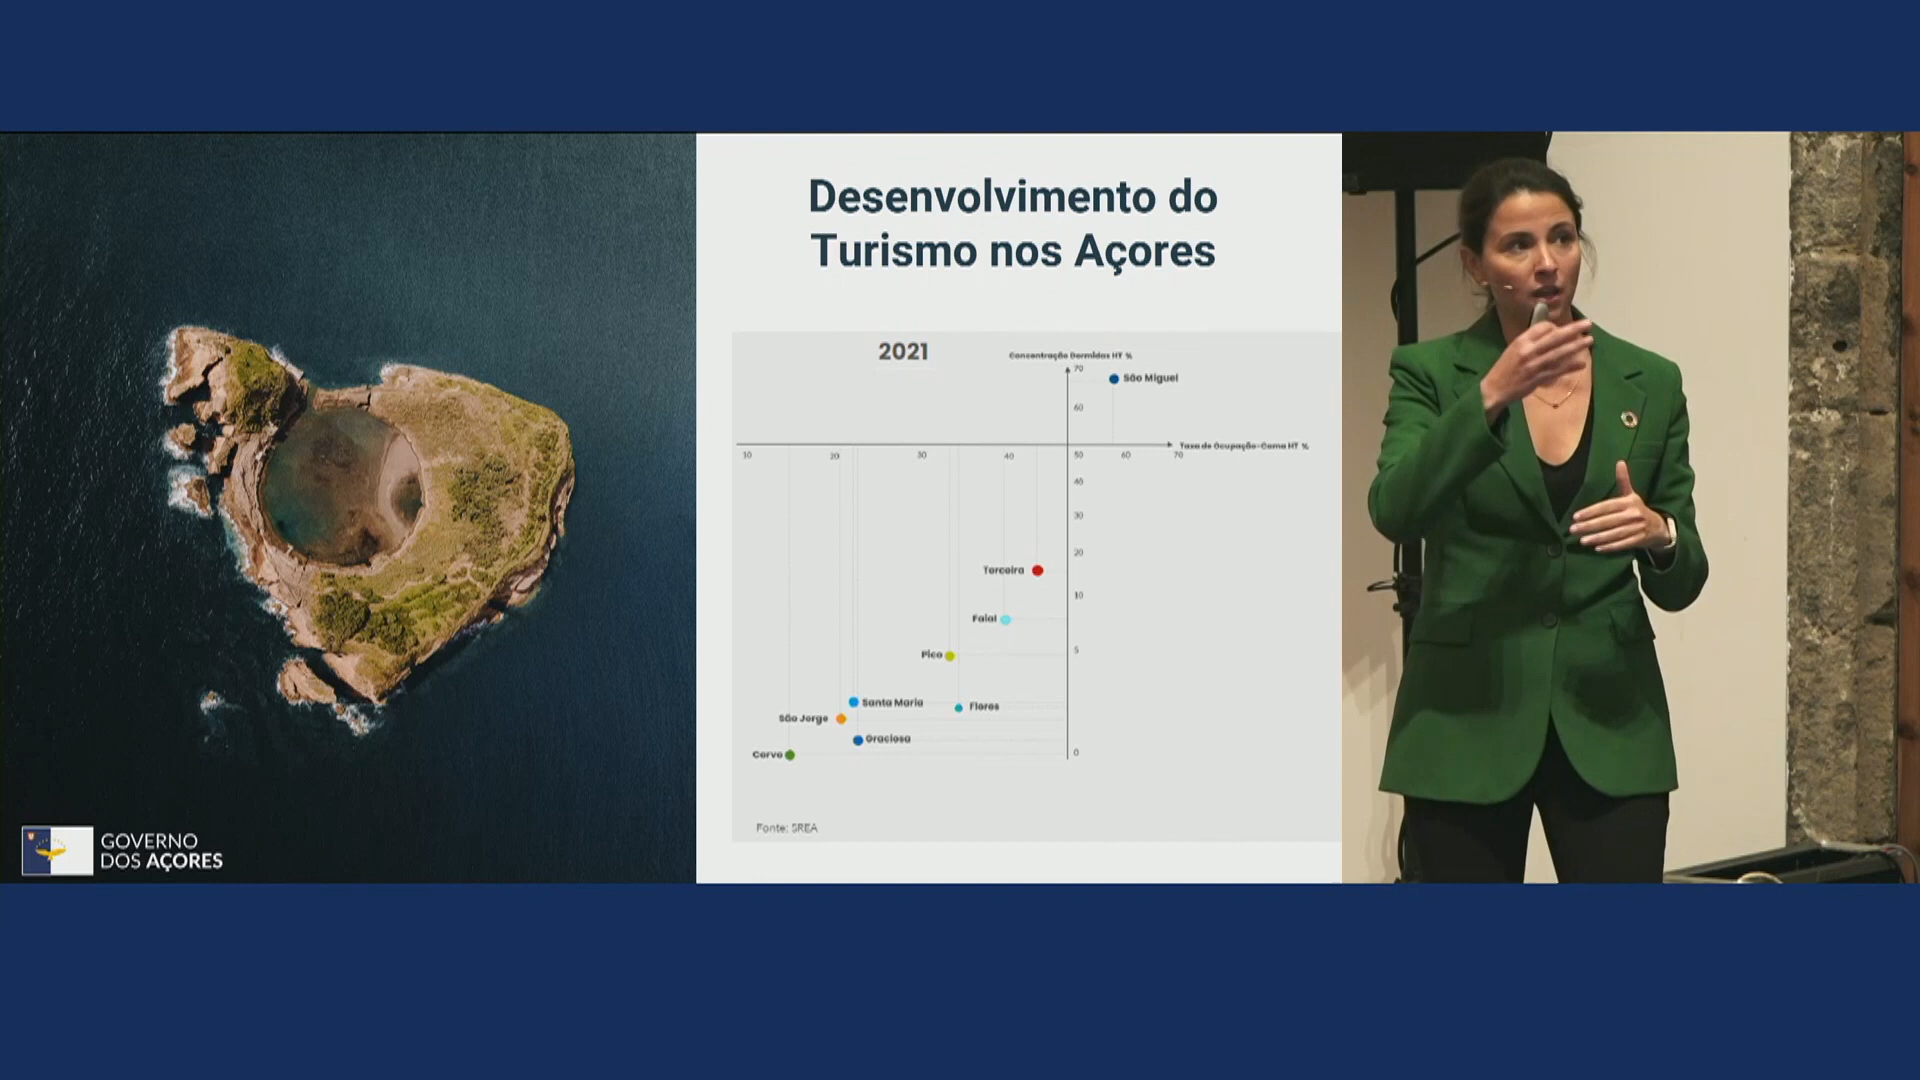 Desenvolvimento do
Turismo nos Açores
2021
Concentração Dormidas HT %
70
São Miguel
60
Taxa de Ocupação-Cama HT %
10 20 30 40 50 60 70
40
30
20
Terceira
10
Faial
5
Pico
Santa Maria
Flores
São Jorge
Graciosa
Corvo
0
Fonte: SREA
GOVERNO
DOS AÇORES